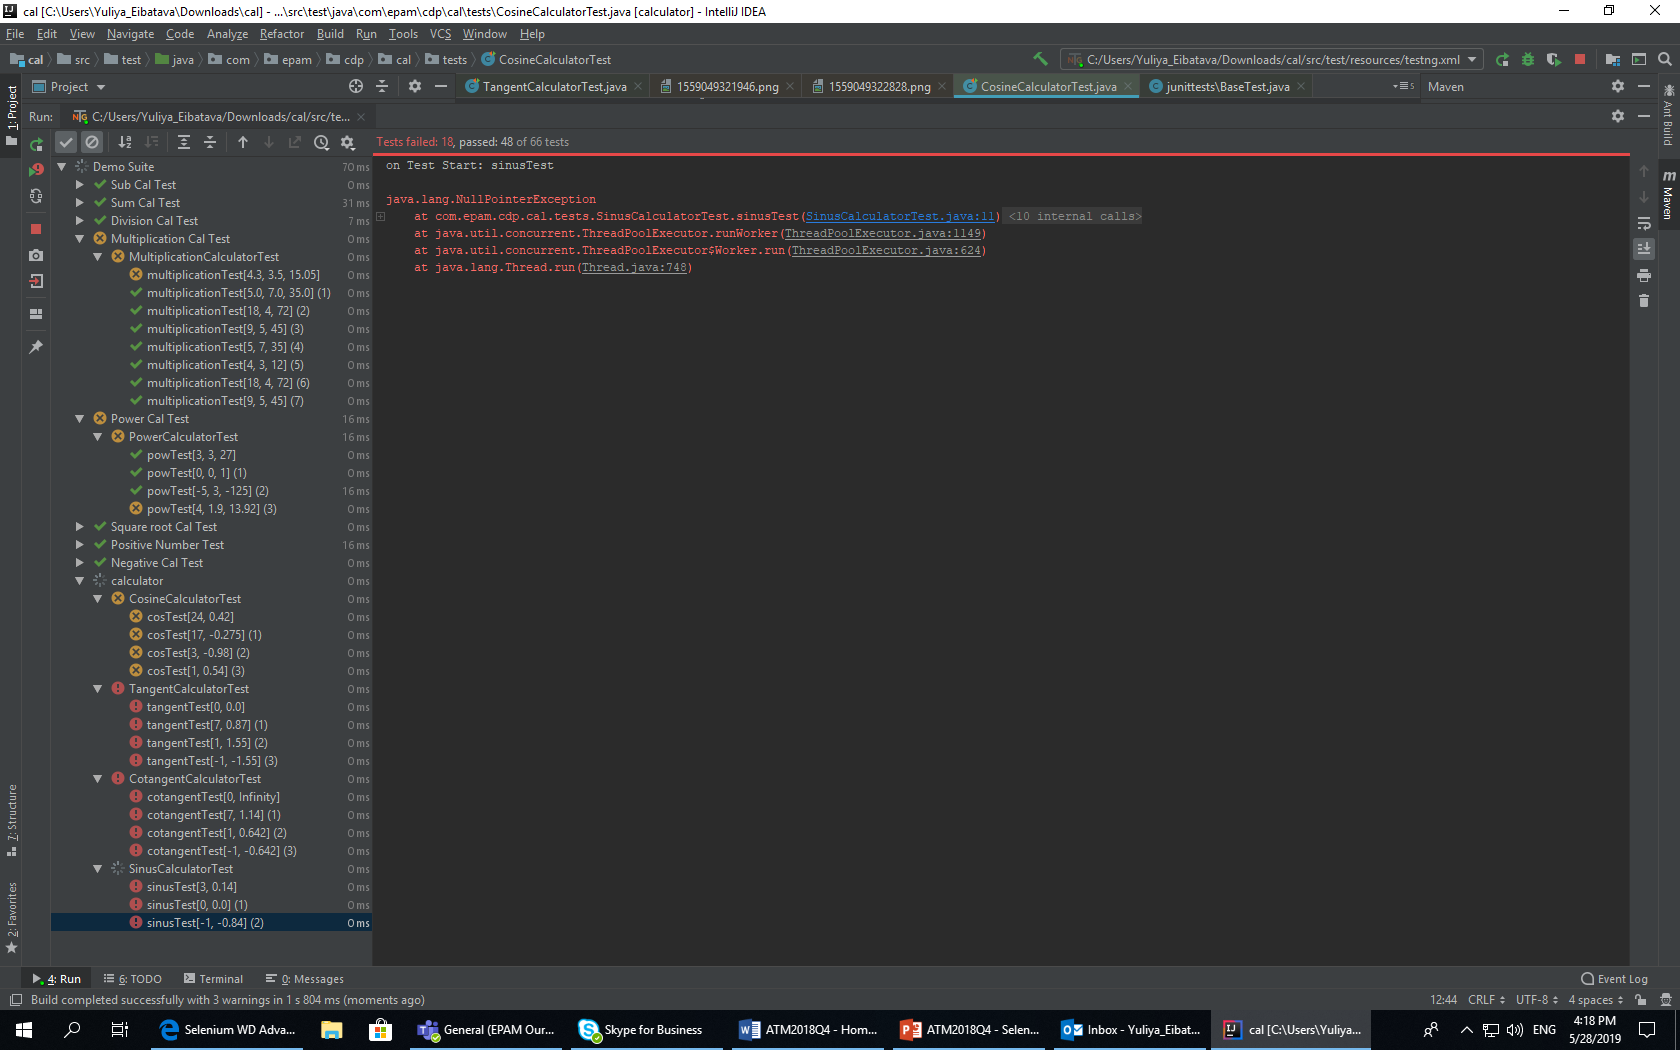 cal [C:\Users\Yuliya_Eibatava\Downloads\cal] - ...\src\test\java\com\epam\cdp\cal\tests\CosineCalculatorTest.java [calculator] - IntelliJ IDEA
File Edit View Navigate Code Analyze Refactor Build Run Tools VCS Window Help
cal src test java com epam cdp cal tests CosineCalculatorTest C:/Users/Yuliya_Eibatava/Downloads/cal/src/test/resources/testng.xml
Project TangentCalculatorTest.java 1559049321946.png 1559049322828.png CosineCalculatorTest.java junittests\BaseTest.java Maven
Run: C:/Users/Yuliya_Eibatava/Downloads/cal/src/te...
Tests failed: 18, passed: 48 of 66 tests
Demo Suite 70 ms
Sub Cal Test 0 ms
Sum Cal Test 31 ms
Division Cal Test 7 ms
Multiplication Cal Test 0 ms
MultiplicationCalculatorTest 0 ms
multiplicationTest[4.3, 3.5, 15.05] 0 ms
multiplicationTest[5.0, 7.0, 35.0] (1) 0 ms
multiplicationTest[18, 4, 72] (2) 0 ms
multiplicationTest[9, 5, 45] (3) 0 ms
multiplicationTest[5, 7, 35] (4) 0 ms
multiplicationTest[4, 3, 12] (5) 0 ms
multiplicationTest[18, 4, 72] (6) 0 ms
multiplicationTest[9, 5, 45] (7) 0 ms
Power Cal Test 16 ms
PowerCalculatorTest 16 ms
powTest[3, 3, 27] 0 ms
powTest[0, 0, 1] (1) 0 ms
powTest[-5, 3, -125] (2) 16 ms
powTest[4, 1.9, 13.92] (3) 0 ms
Square root Cal Test 0 ms
Positive Number Test 16 ms
Negative Cal Test 0 ms
calculator 0 ms
CosineCalculatorTest 0 ms
cosTest[24, 0.42] 0 ms
cosTest[17, -0.275] (1) 0 ms
cosTest[3, -0.98] (2) 0 ms
cosTest[1, 0.54] (3) 0 ms
TangentCalculatorTest 0 ms
tangentTest[0, 0.0] 0 ms
tangentTest[7, 0.87] (1) 0 ms
tangentTest[1, 1.55] (2) 0 ms
tangentTest[-1, -1.55] (3) 0 ms
CotangentCalculatorTest 0 ms
cotangentTest[0, Infinity] 0 ms
cotangentTest[7, 1.14] (1) 0 ms
cotangentTest[1, 0.642] (2) 0 ms
cotangentTest[-1, -0.642] (3) 0 ms
SinusCalculatorTest 0 ms
sinusTest[3, 0.14] 0 ms
sinusTest[0, 0.0] (1) 0 ms
sinusTest[-1, -0.84] (2) 0 ms
on Test Start: sinusTest
java.lang.NullPointerException
at com.epam.cdp.cal.tests.SinusCalculatorTest.sinusTest(SinusCalculatorTest.java:11) <10 internal calls>
at java.util.concurrent.ThreadPoolExecutor.runWorker(ThreadPoolExecutor.java:1149)
at java.util.concurrent.ThreadPoolExecutor$Worker.run(ThreadPoolExecutor.java:624)
at java.lang.Thread.run(Thread.java:748)
1: Project
7: Structure
2: Favorites
Ant Build
Maven
4: Run 6: TODO Terminal 0: Messages Event Log
Build completed successfully with 3 warnings in 1 s 804 ms (moments ago) 12:44 CRLF UTF-8 4 spaces
Selenium WD Adva... General (EPAM Our... Skype for Business ATM2018Q4 - Hom... ATM2018Q4 - Selen... Inbox - Yuliya_Eibat... cal [C:\Users\Yuliya... ENG 4:18 PM
5/28/2019